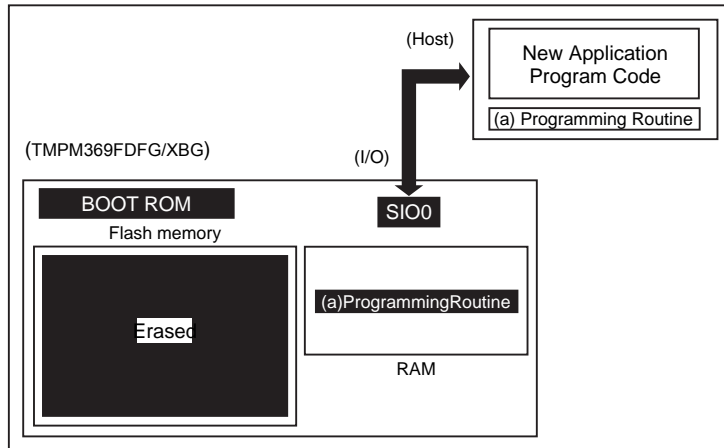 (Host)
New Application
Program Code
(a) Programming Routine
(TMPM369FDFG/XBG)
(I/O)
BOOT ROM
SIO0
Flash memory
(a)ProgrammingRoutine
Erased
RAM